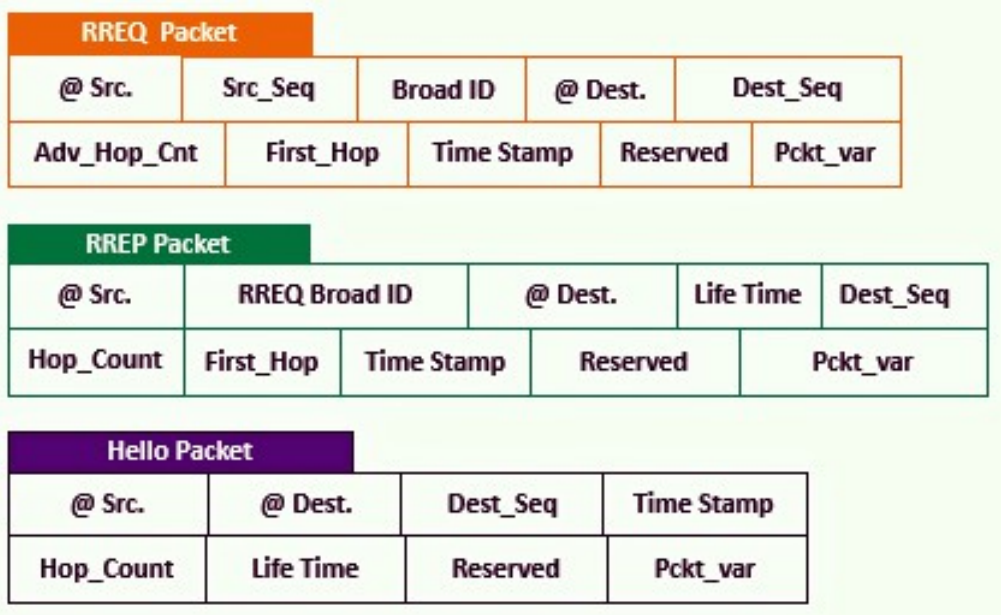 RREQ Packet
@ Src. Src_Seq Broad ID @ Dest. Dest_Seq
Adv_Hop_Cnt First_Hop Time Stamp Reserved Pckt_var
RREP Packet
@ Src. RREQ Broad ID @ Dest. Life Time Dest_Seq
Hop_Count First_Hop Time Stamp Reserved Pckt_var
Hello Packet
@ Src. @ Dest. Dest_Seq Time Stamp
Hop_Count Life Time Reserved Pckt_var